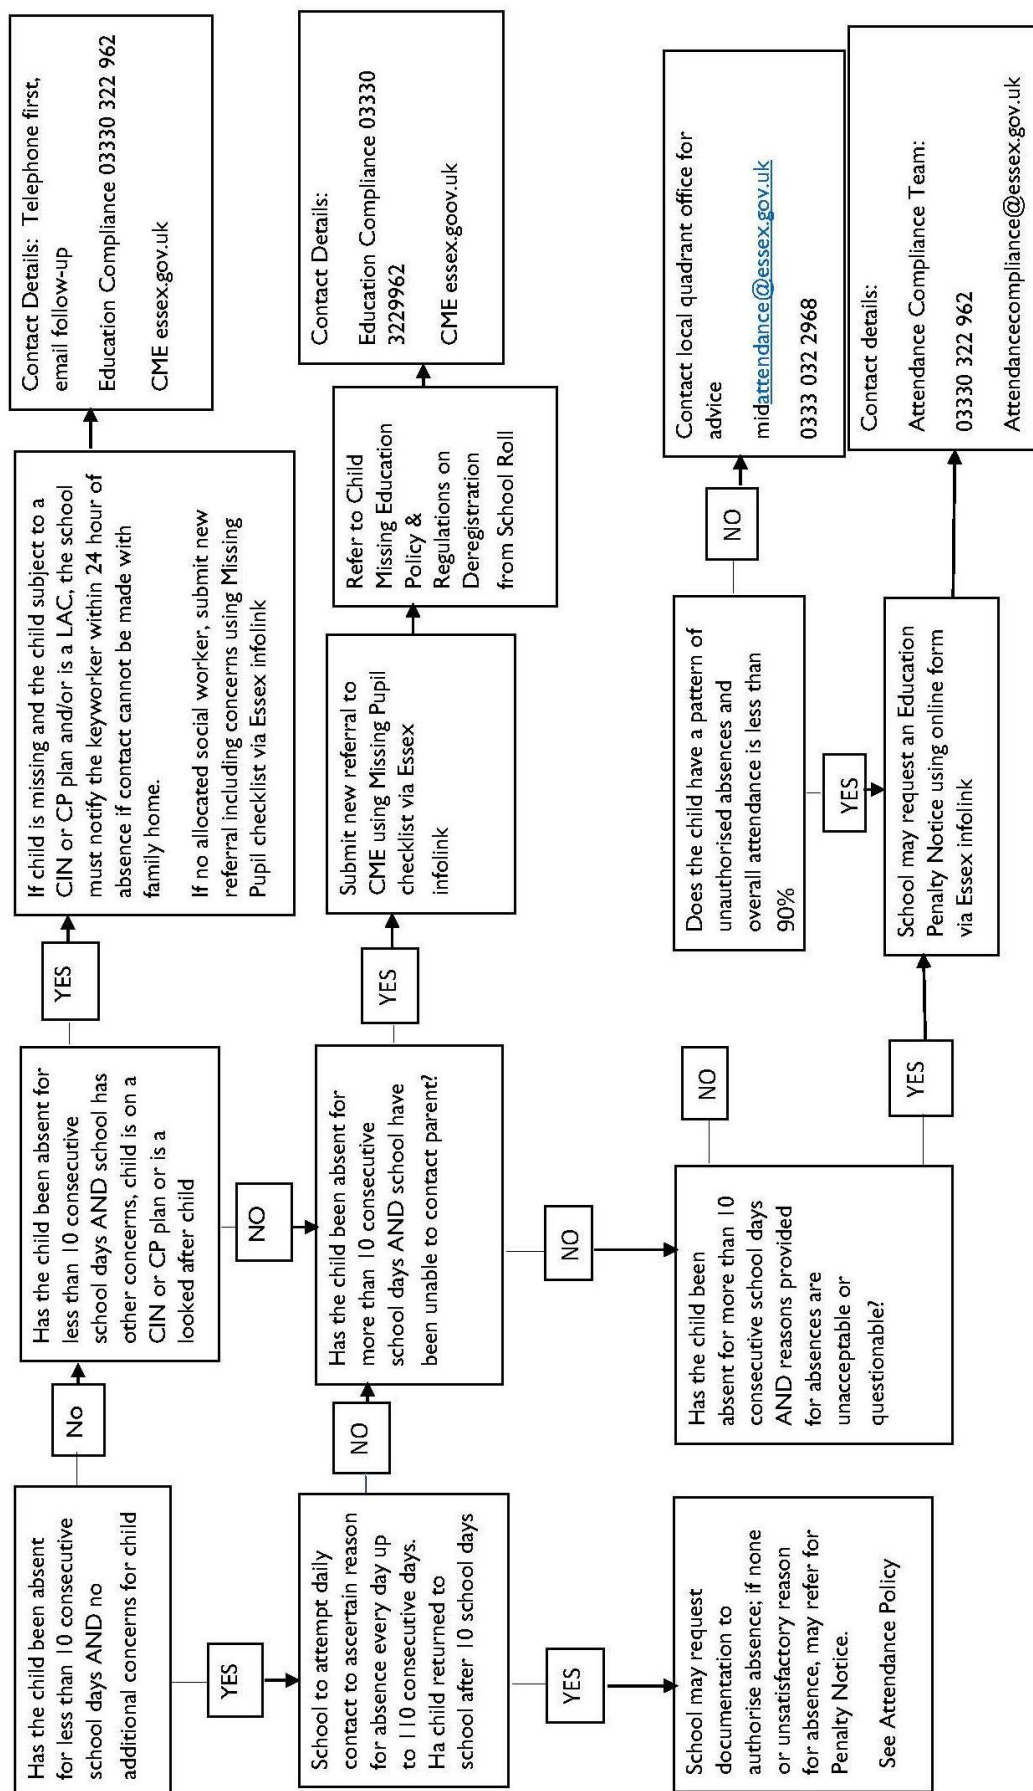 Has the child been absent
for less than 10 consecutive
school days AND no
additional concerns for child
No
Has the child been absent for
less than 10 consecutive
school days AND school has
other concerns, child is on a
CIN or CP plan or is a
looked after child
YES
If child is missing and the child subject to a
CIN or CP plan and/or is a LAC, the school
must notify the keyworker within 24 hour of
absence if contact cannot be made with
family home.
If no allocated social worker, submit new
referral including concerns using Missing
Pupil checklist via Essex infolink
Contact Details: Telephone first,
email follow-up
Education Compliance 03330 322 962
CME essex.gov.uk
YES
NO
School to attempt daily
contact to ascertain reason
for absence every day up
to 110 consecutive days.
Ha child returned to
school after 10 school days
NO
Has the child been absent for
more than 10 consecutive
school days AND school have
been unable to contact parent?
YES
Submit new referral to
CME using Missing Pupil
checklist via Essex
infolink
Refer to Child
Missing Education
Policy &
Regulations on
Deregistration
from School Roll
Contact Details:
Education Compliance 03330
3229962
CME essex.goov.uk
YES
NO
School may request
documentation to
authorise absence; if none
or unsatisfactory reason
for absence, may refer for
Penalty Notice.
See Attendance Policy
Has the child been
absent for more than 10
consecutive school days
AND reasons provided
for absences are
unacceptable or
questionable?
NO
Does the child have a pattern of
unauthorised absences and
overall attendance is less than
90%
NO
Contact local quadrant office for
advice
midattendance@essex.gov.uk
0333 032 2968
YES
YES
School may request an Education
Penalty Notice using online form
via Essex infolink
Contact details:
Attendance Compliance Team:
03330 322 962
Attendancecompliance@essex.gov.uk